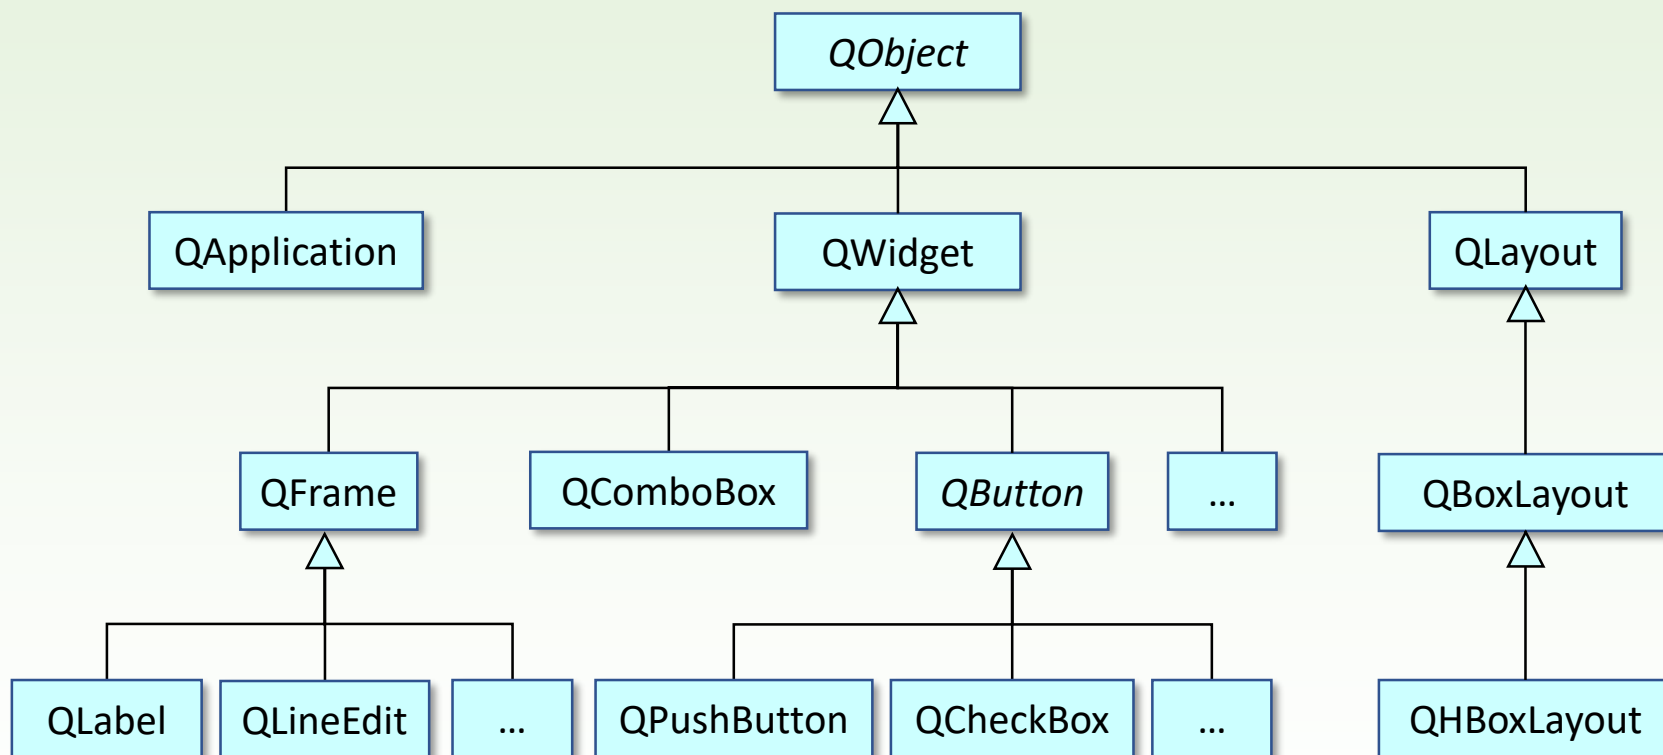 QObject
QApplication
QWidget
QLayout
QFrame
QComboBox
QButton
...
QBoxLayout
QLabel
QLineEdit
...
QPushButton
QCheckBox
...
QHBoxLayout